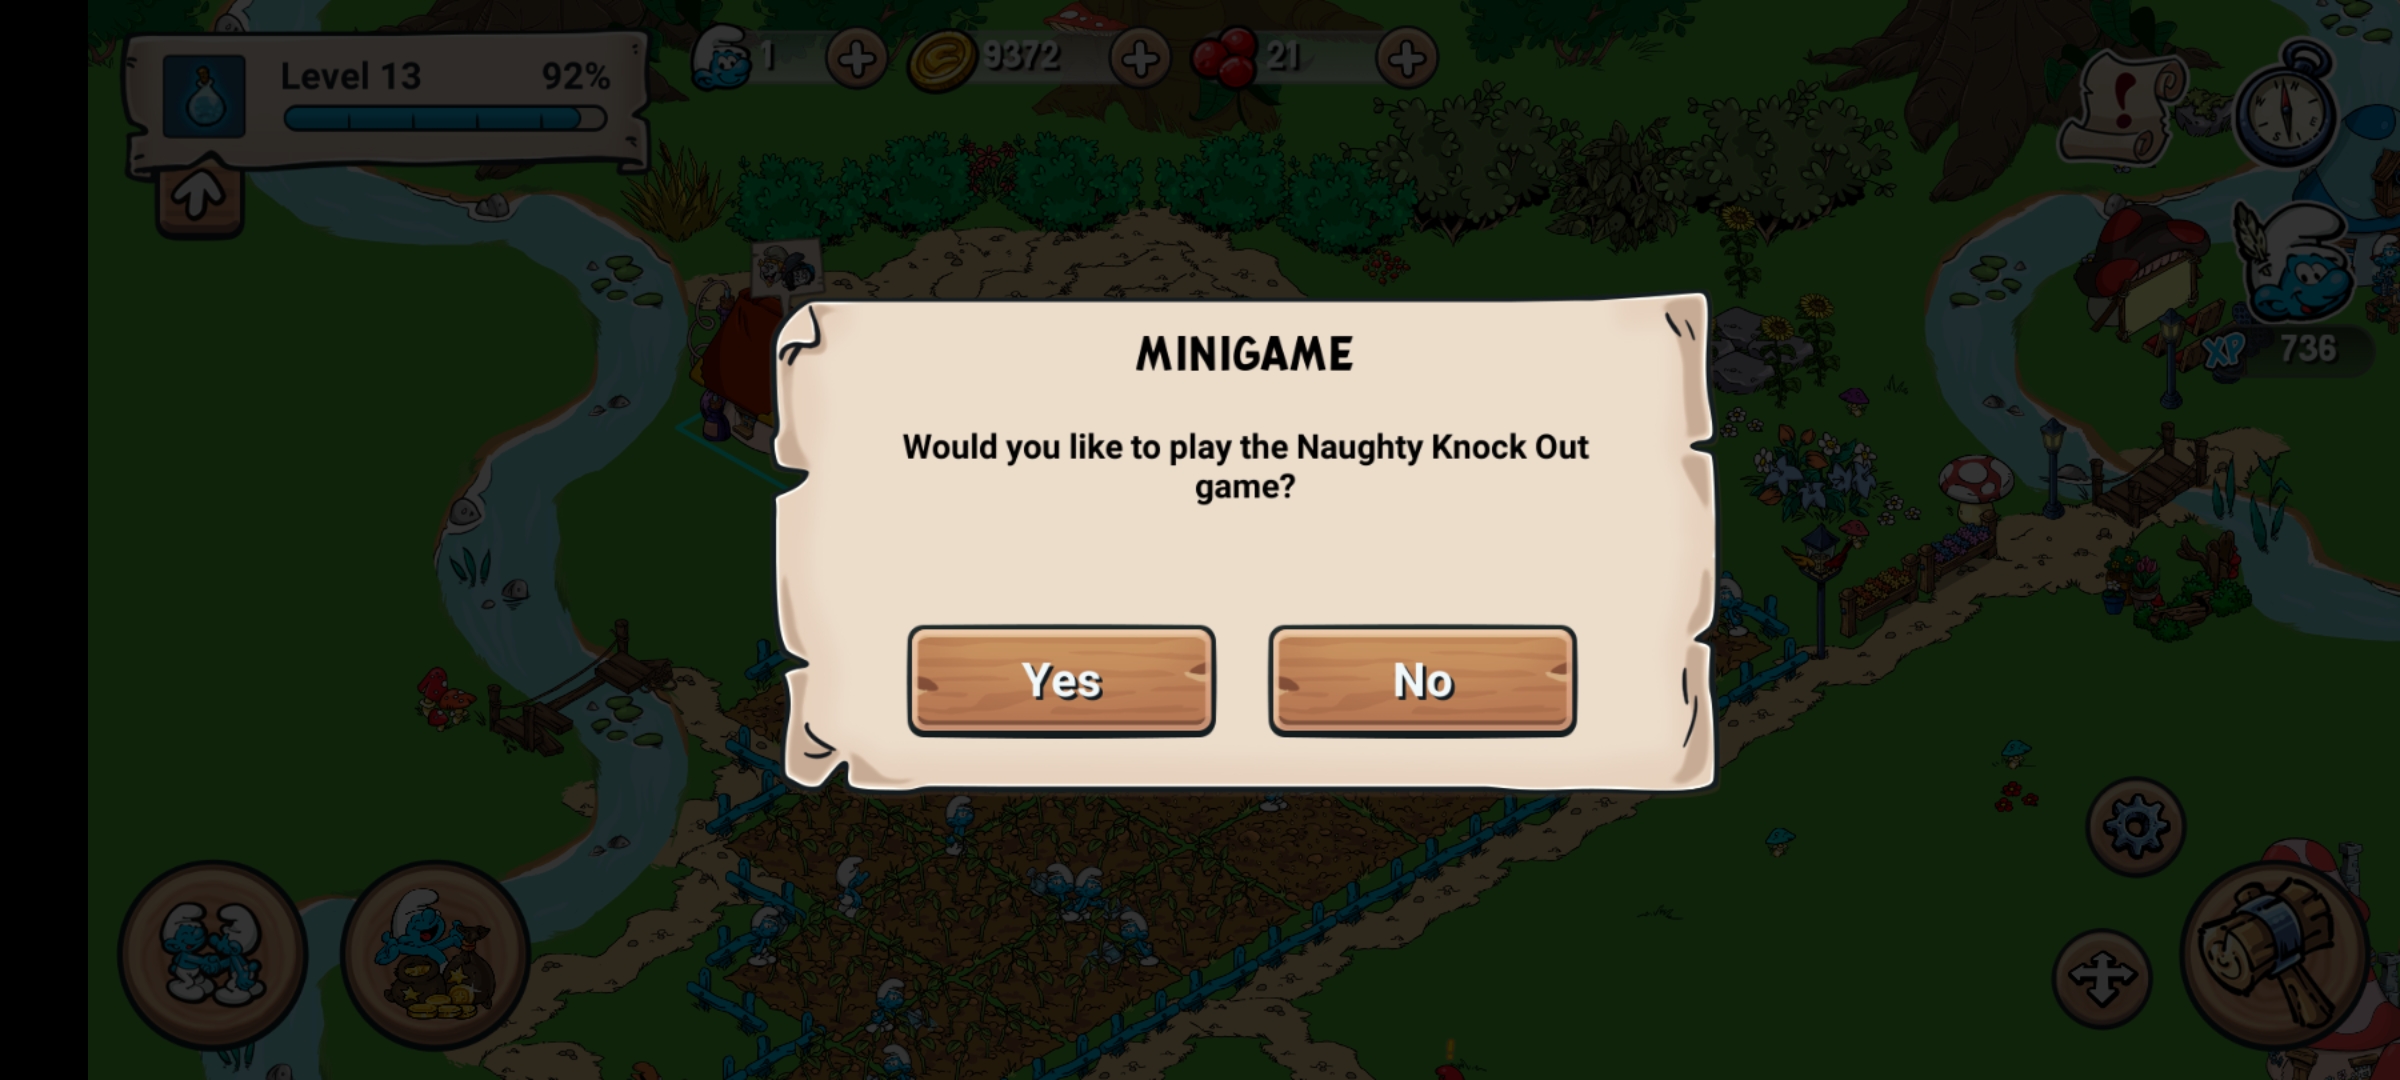 Level 13 92%
1
9372
21
XP 736
MINIGAME
Would you like to play the Naughty Knock Out
game?
Yes
No